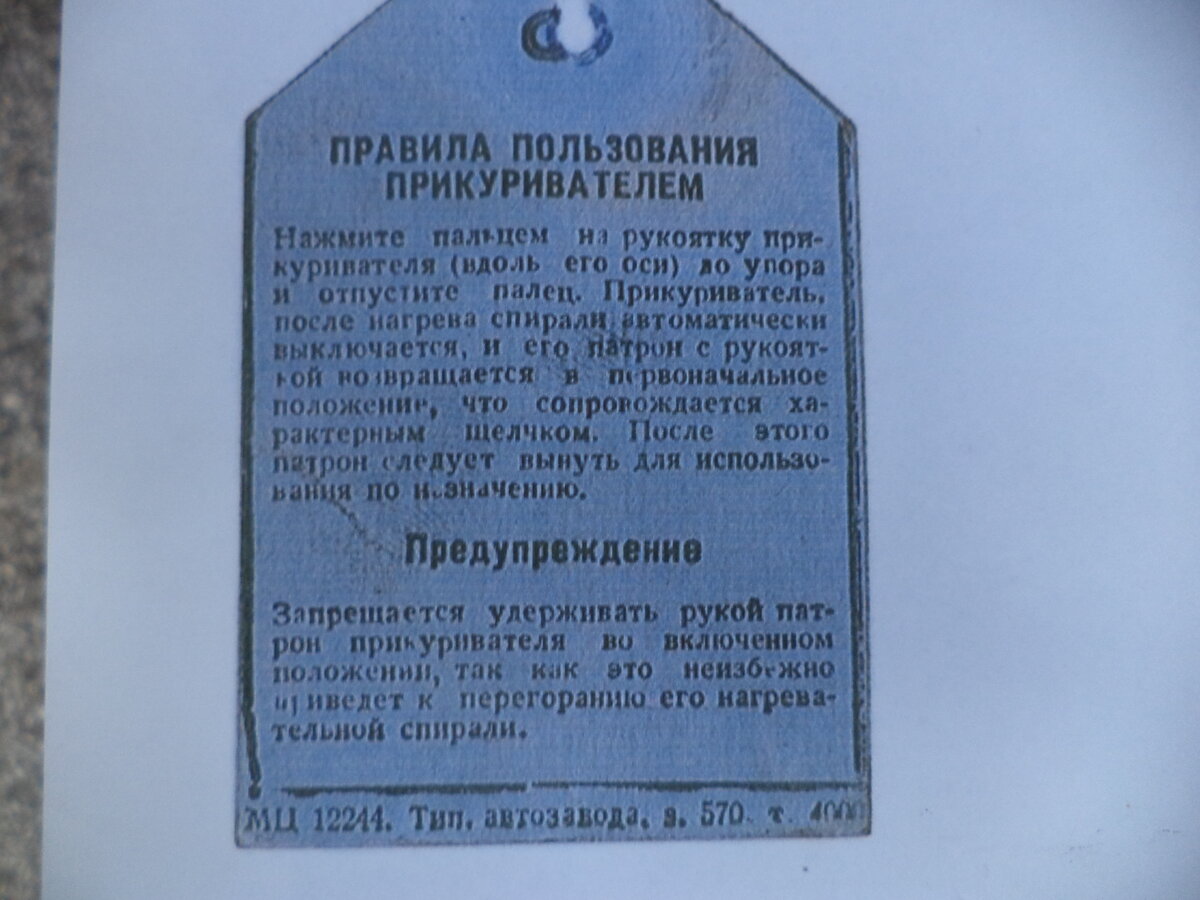 ПРАВИЛА ПОЛЬЗОВАНИЯ
ПРИКУРИВАТЕЛЕМ
Нажмите пальцем на рукоятку при-
куривателя (вдоль его оси) до упора
и отпустите палец. Прикуриватель,
после нагрева спирали, автоматически
выключается, и его патрон с рукоят-
кой возвращается в первоначальное
положение, что сопровождается ха-
рактерным щелчком. После этого
патрон следует вынуть для использо-
вания по назначению.
Предупреждение
Запрещается удерживать рукой пат-
рон прикуривателя во включенном
положении, так как это неизбежно
приведет к перегоранию его нагрева-
тельной спирали.
МЦ 12244. Тип. автозавода, з. 570. т. 4000